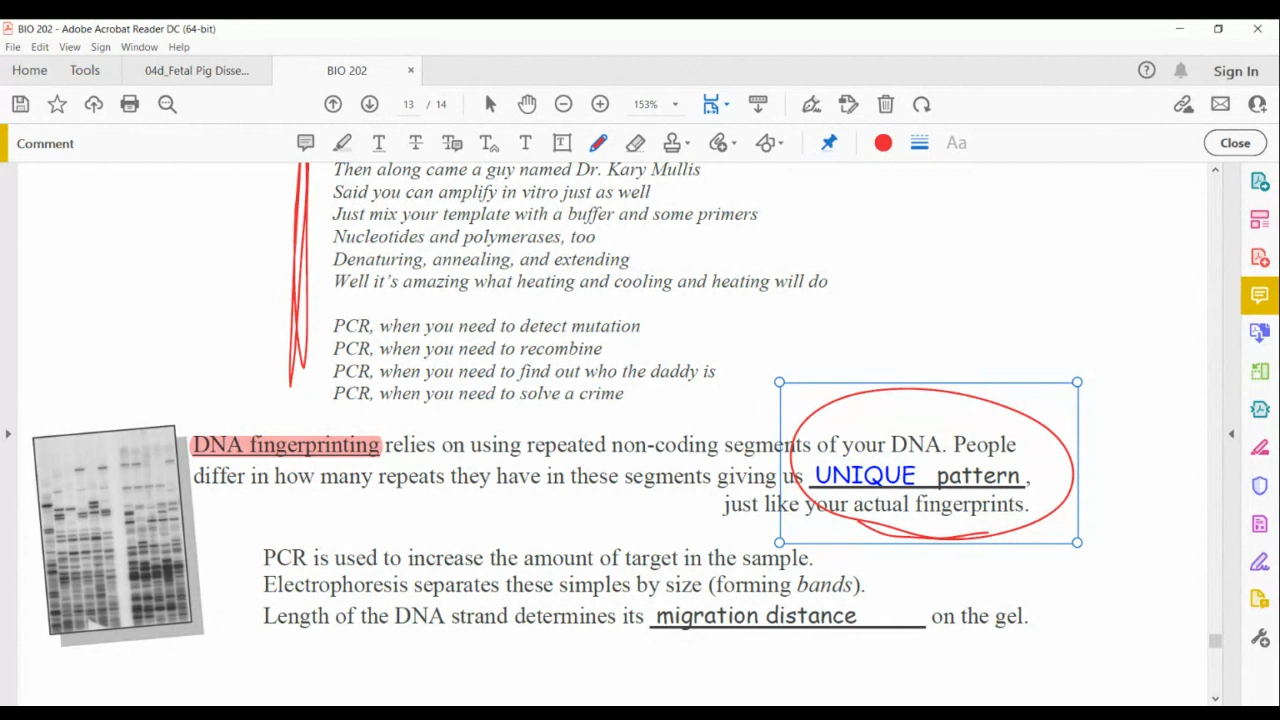 BIO 202 - Adobe Acrobat Reader DC (64-bit)
File Edit View Sign Window Help
Home Tools 04d_Fetal Pig Disse... BIO 202 × ? Sign In
13 / 14 153%
Comment Aa Close
Then along came a guy named Dr. Kary Mullis
Said you can amplify in vitro just as well
Just mix your template with a buffer and some primers
Nucleotides and polymerases, too
Denaturing, annealing, and extending
Well it's amazing what heating and cooling and heating will do
PCR, when you need to detect mutation
PCR, when you need to recombine
PCR, when you need to find out who the daddy is
PCR, when you need to solve a crime
DNA fingerprinting relies on using repeated non-coding segments of your DNA. People
differ in how many repeats they have in these segments giving us UNIQUE pattern,
just like your actual fingerprints.
PCR is used to increase the amount of target in the sample.
Electrophoresis separates these simples by size (forming bands).
Length of the DNA strand determines its migration distance on the gel.